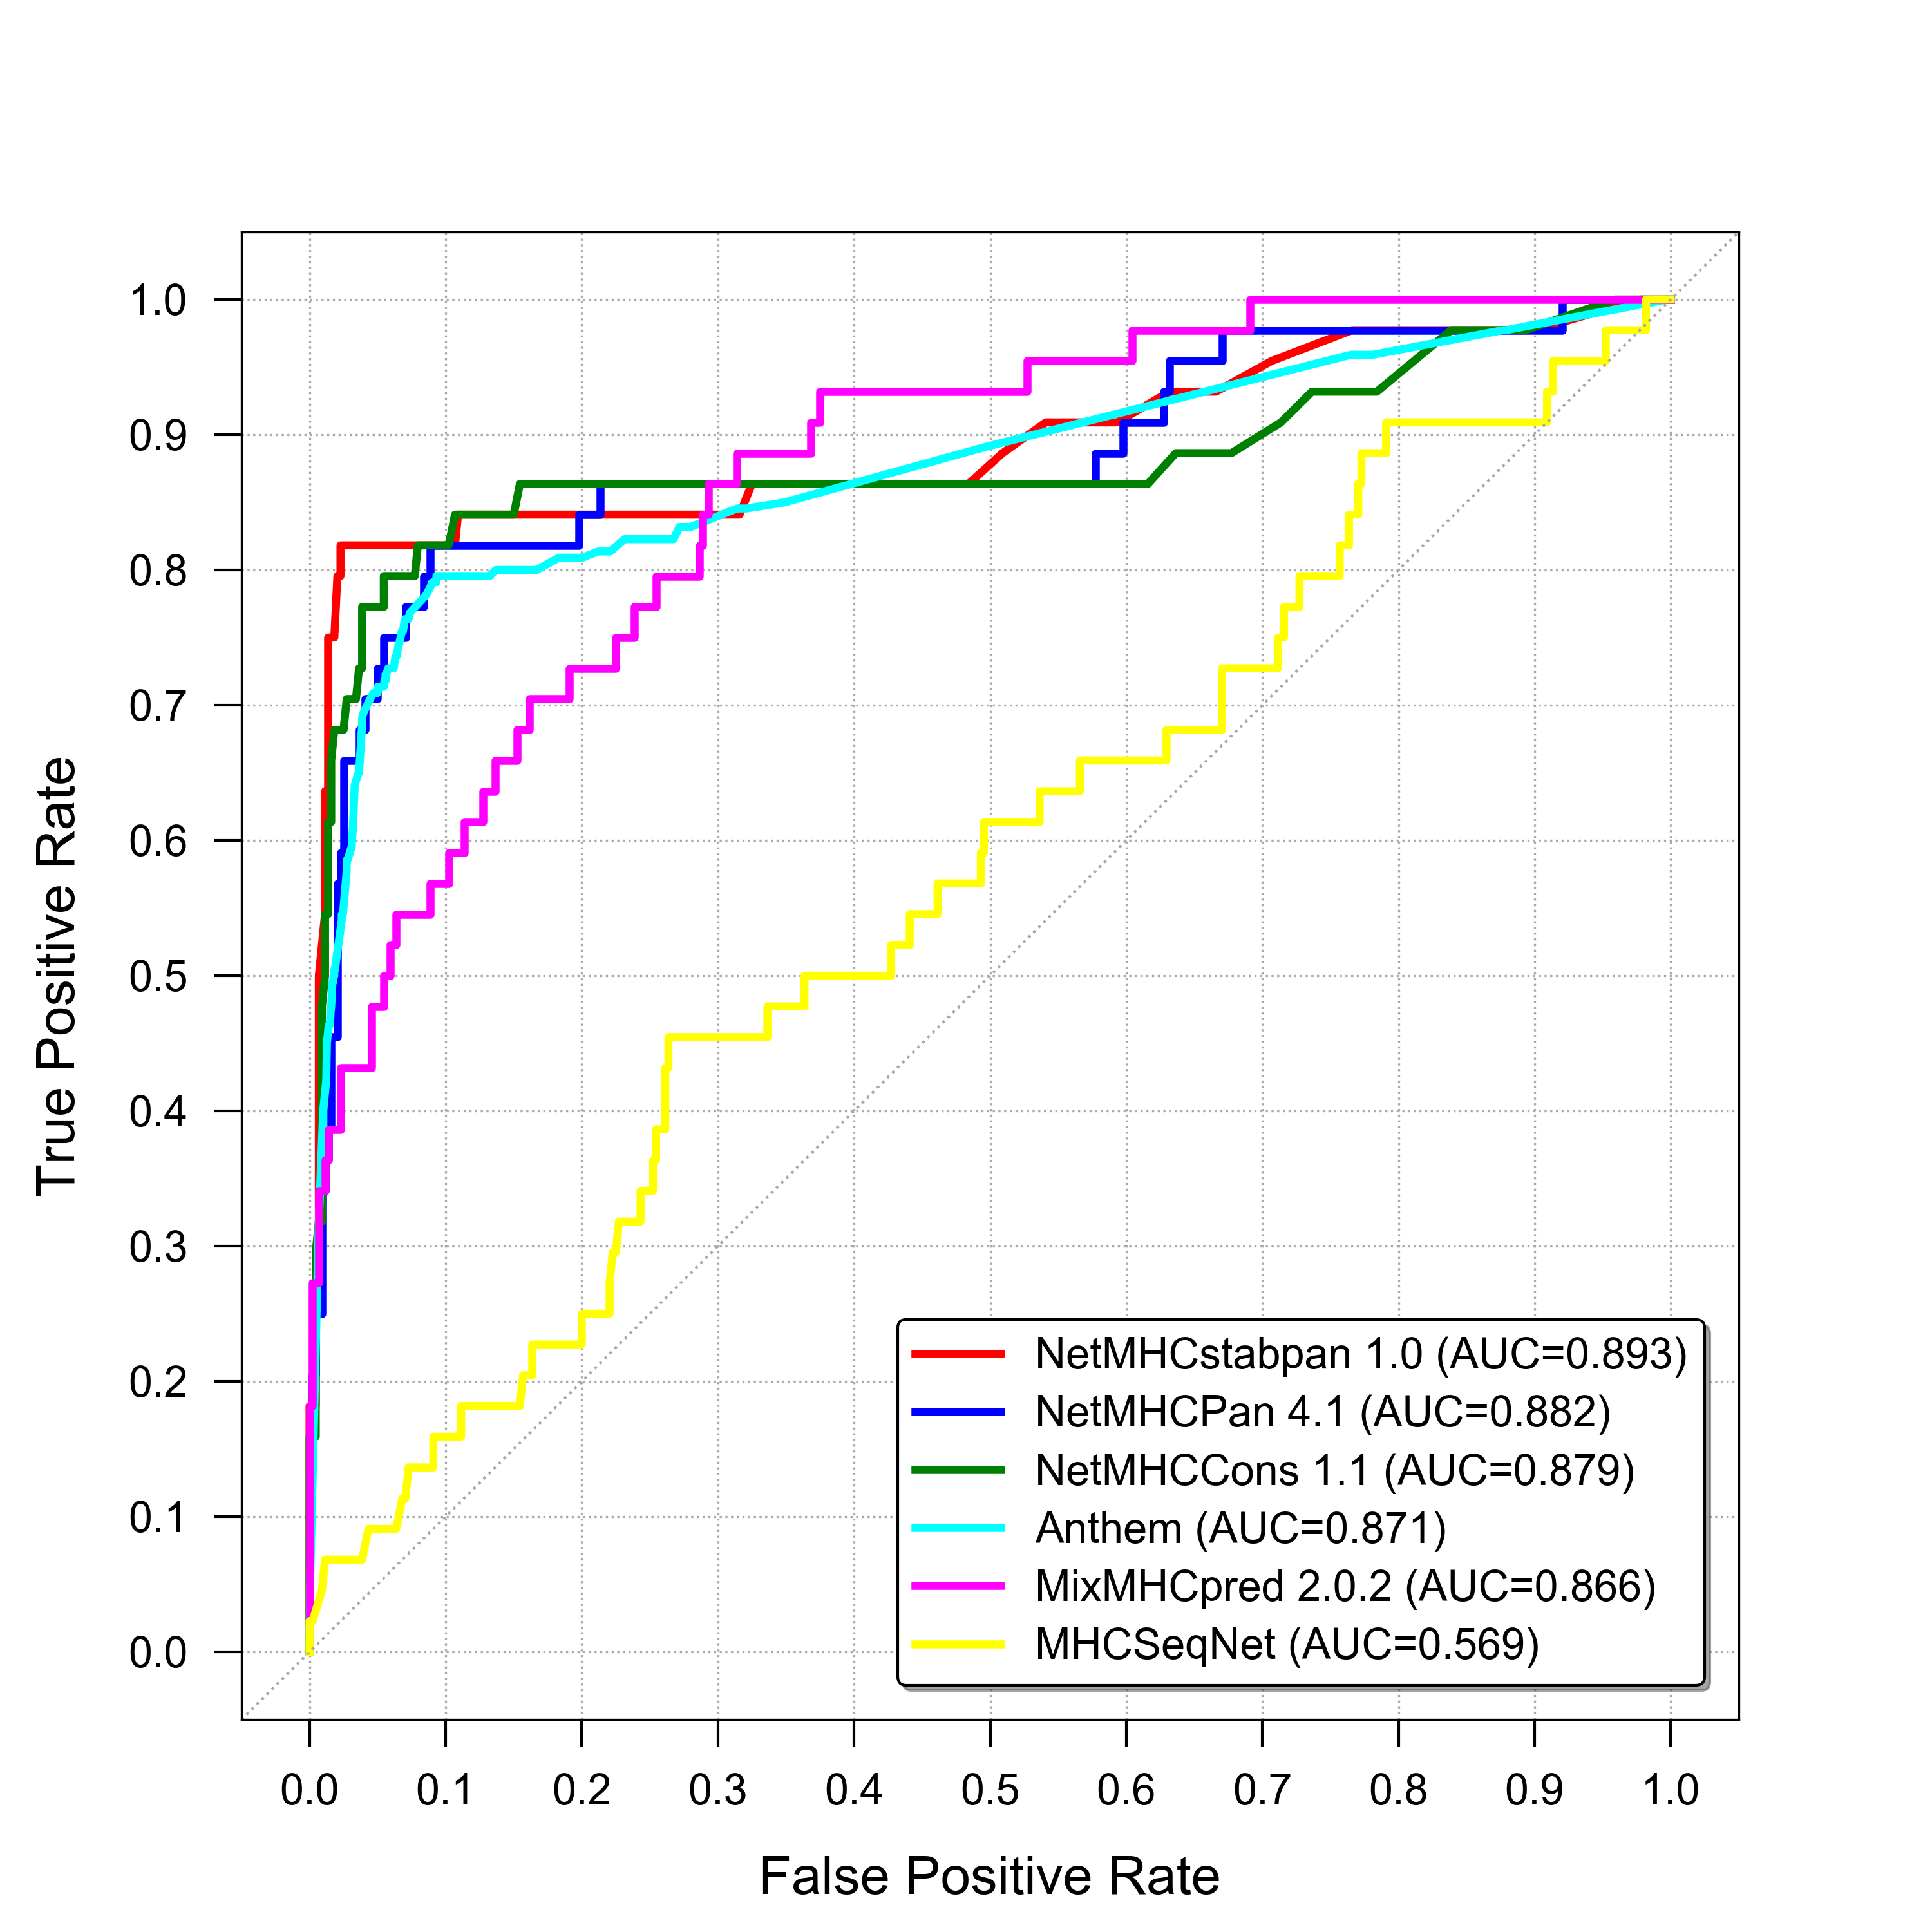 1.0
0.9
0.8
0.7
0.6
0.5
0.4
0.3
0.2
0.1
0.0
True Positive Rate
NetMHCstabpan 1.0 (AUC=0.893)
NetMHCPan 4.1 (AUC=0.882)
NetMHCCons 1.1 (AUC=0.879)
Anthem (AUC=0.871)
MixMHCpred 2.0.2 (AUC=0.866)
MHCSeqNet (AUC=0.569)
0.0 0.1 0.2 0.3 0.4 0.5 0.6 0.7 0.8 0.9 1.0
False Positive Rate